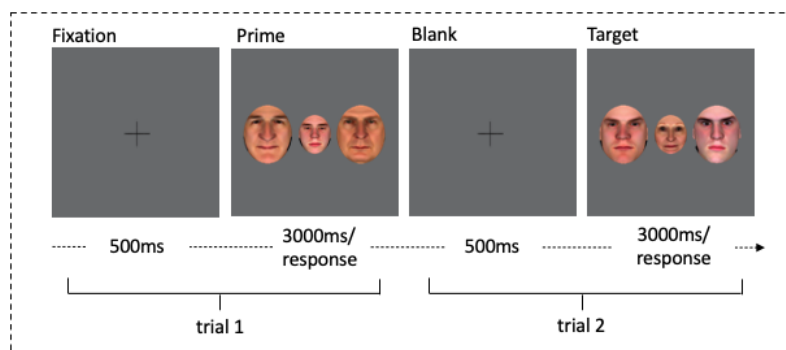 Fixation
Prime
Blank
Target
500ms
3000ms/
response
500ms
3000ms/
response
trial 1
trial 2